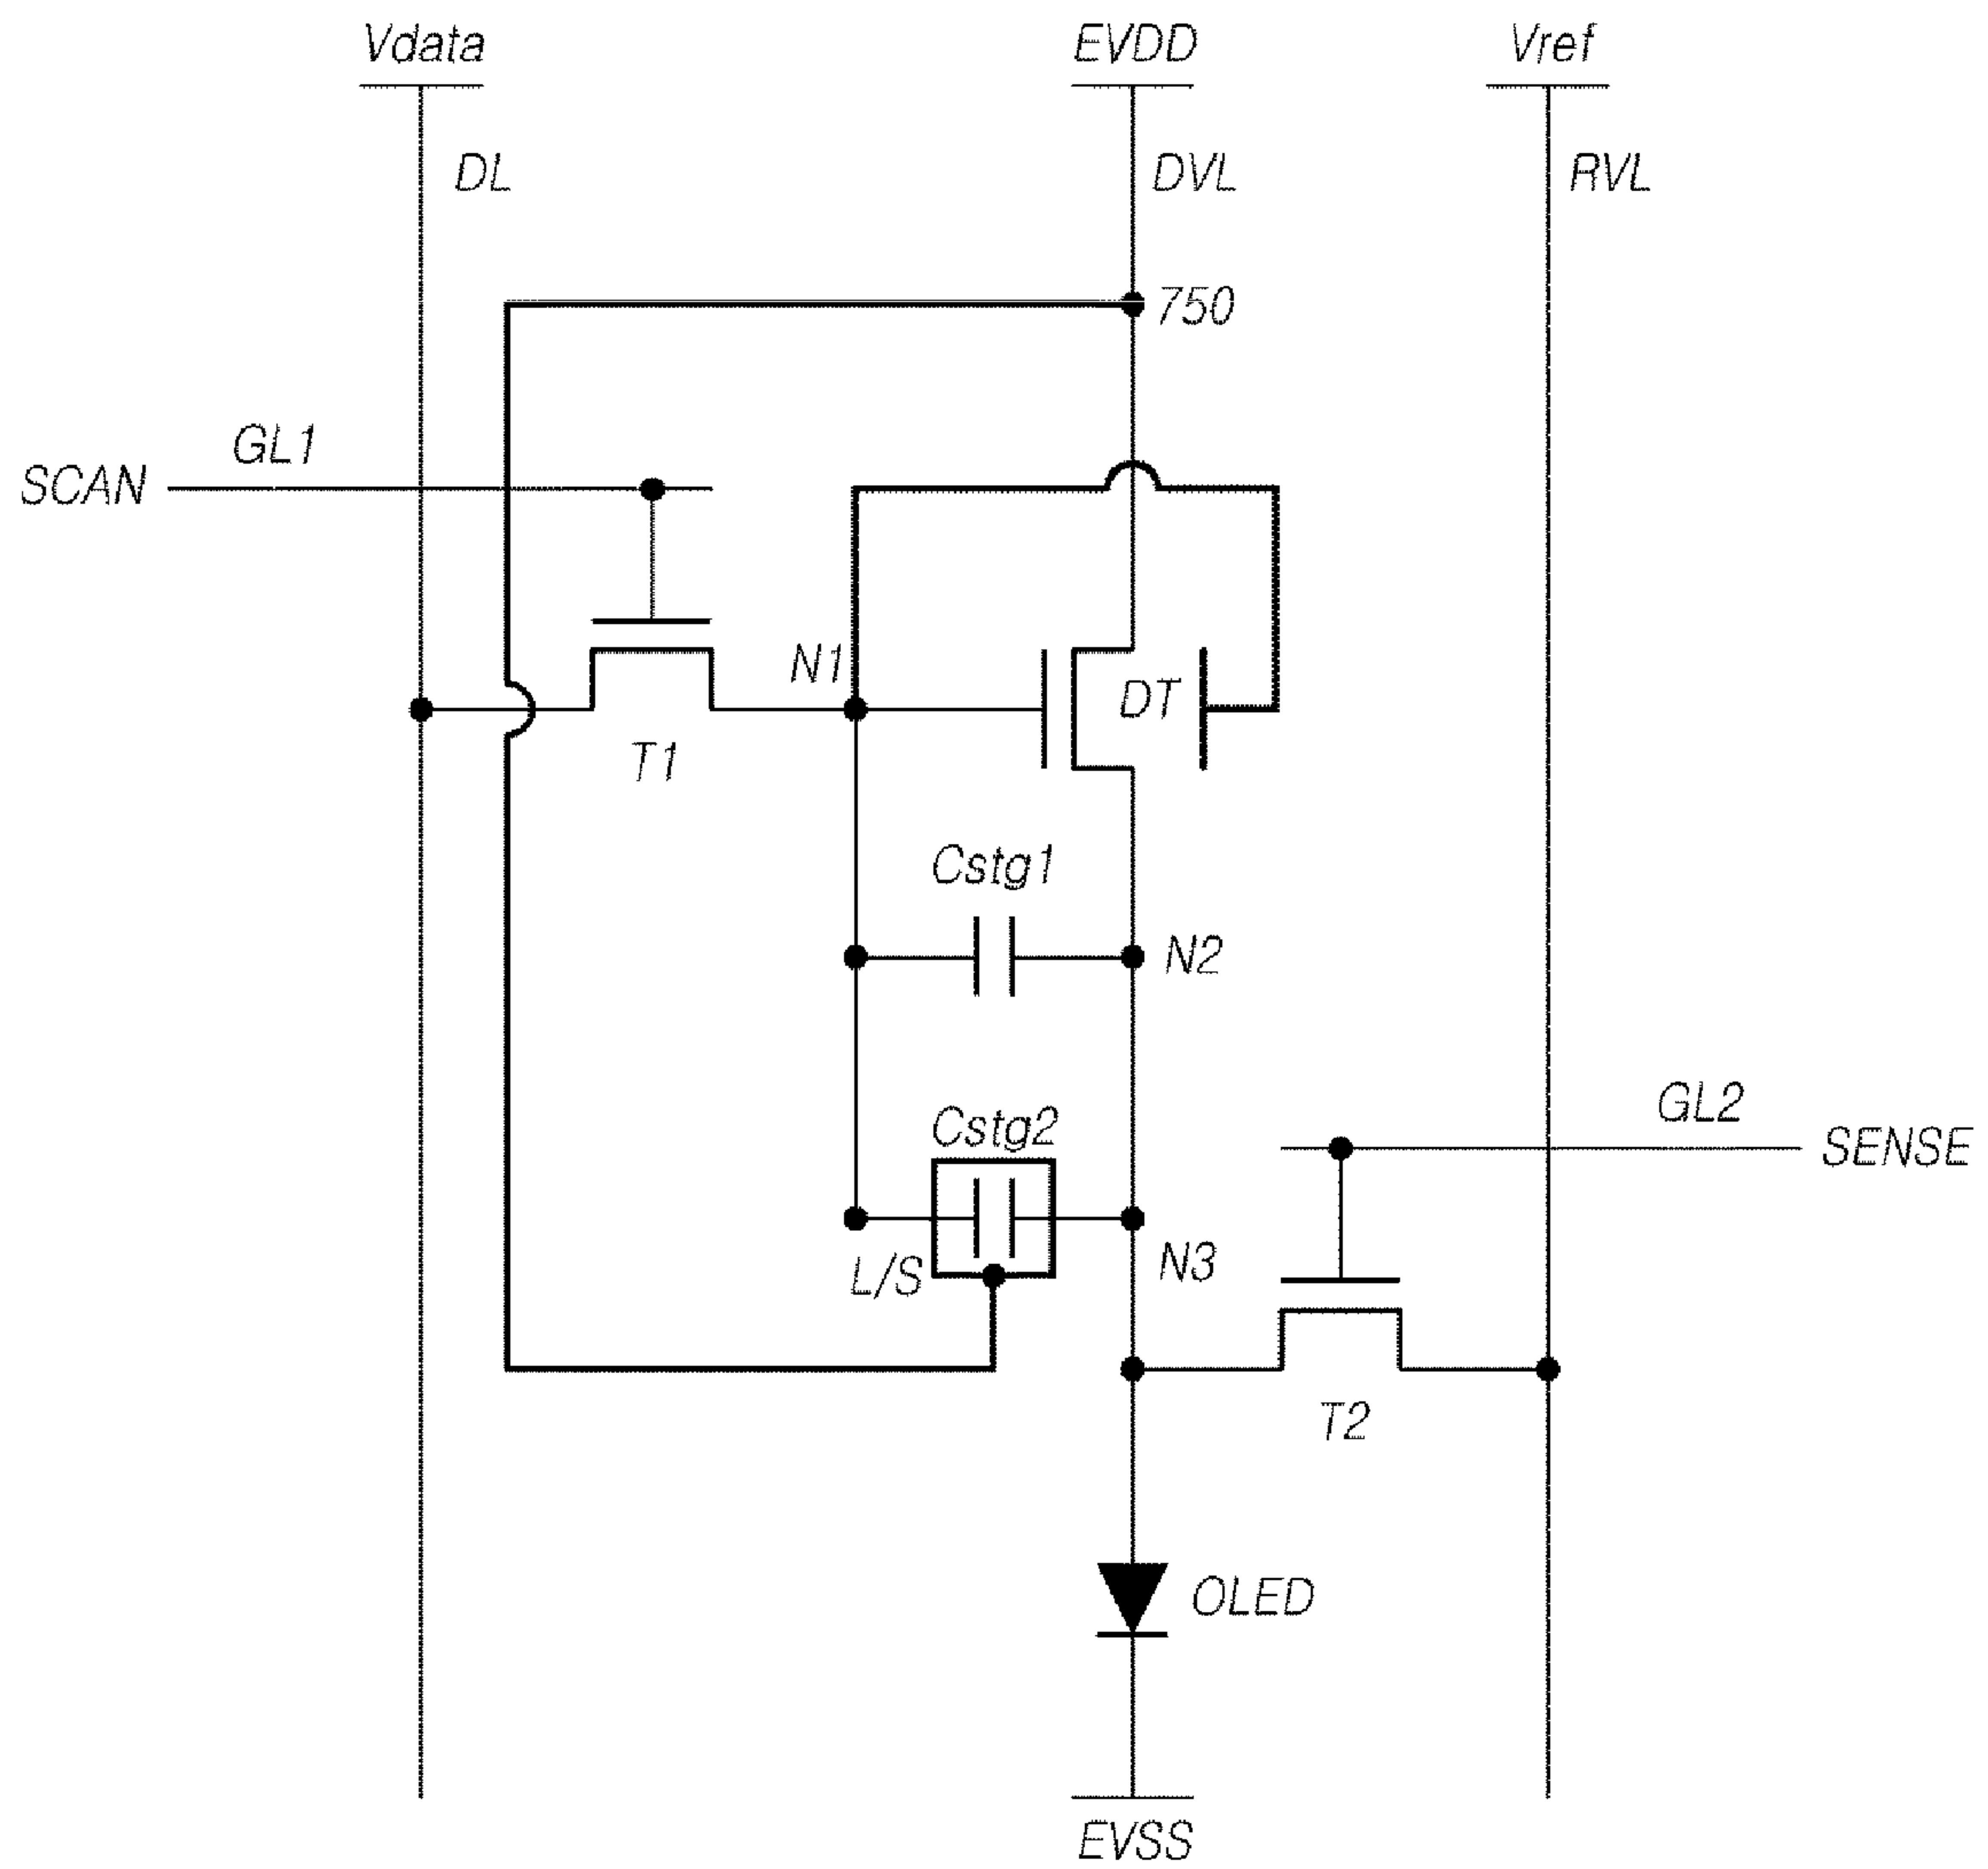 Vdata
EVDD
Vref
DL
DVL
RVL
750
GL1
SCAN
N1
DT
T1
Cstg1
N2
GL2
Cstg2
SENSE
N3
L/S
T2
OLED
EVSS